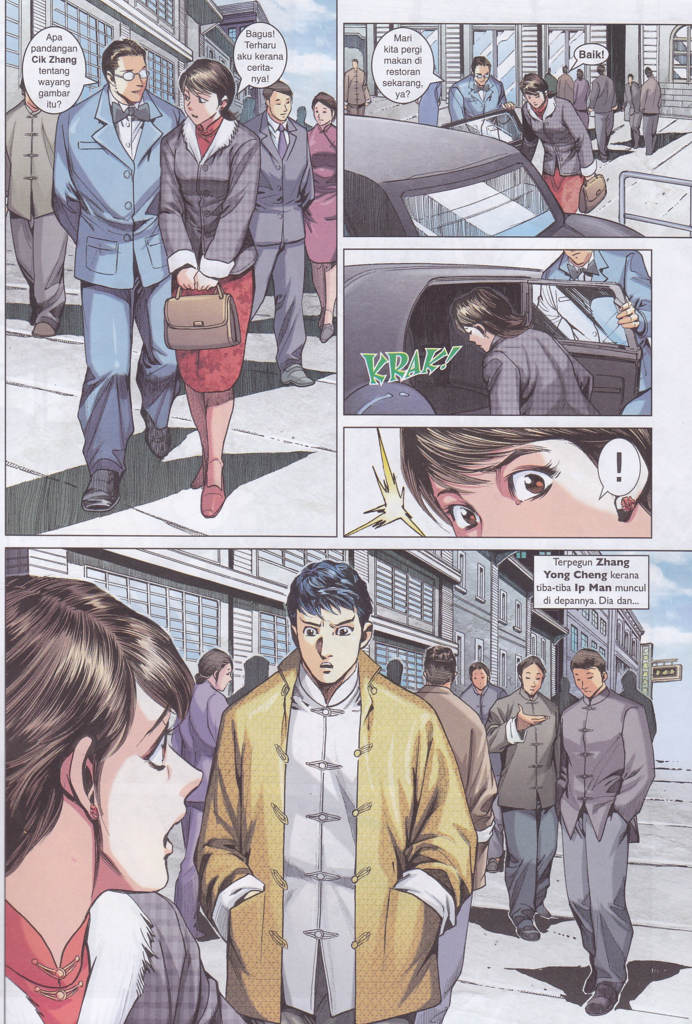 Apa
pandangan
Cik Zhang
tentang
wayang
gambar
itu?
Bagus!
Terharu
aku kerana
cerita-
nya!
Mari
kita pergi
makan di
restoran
sekarang,
ya?
Baik!
KRAK!
!
Terpegun Zhang
Yong Cheng kerana
tiba-tiba Ip Man muncul
di depannya. Dia dan...